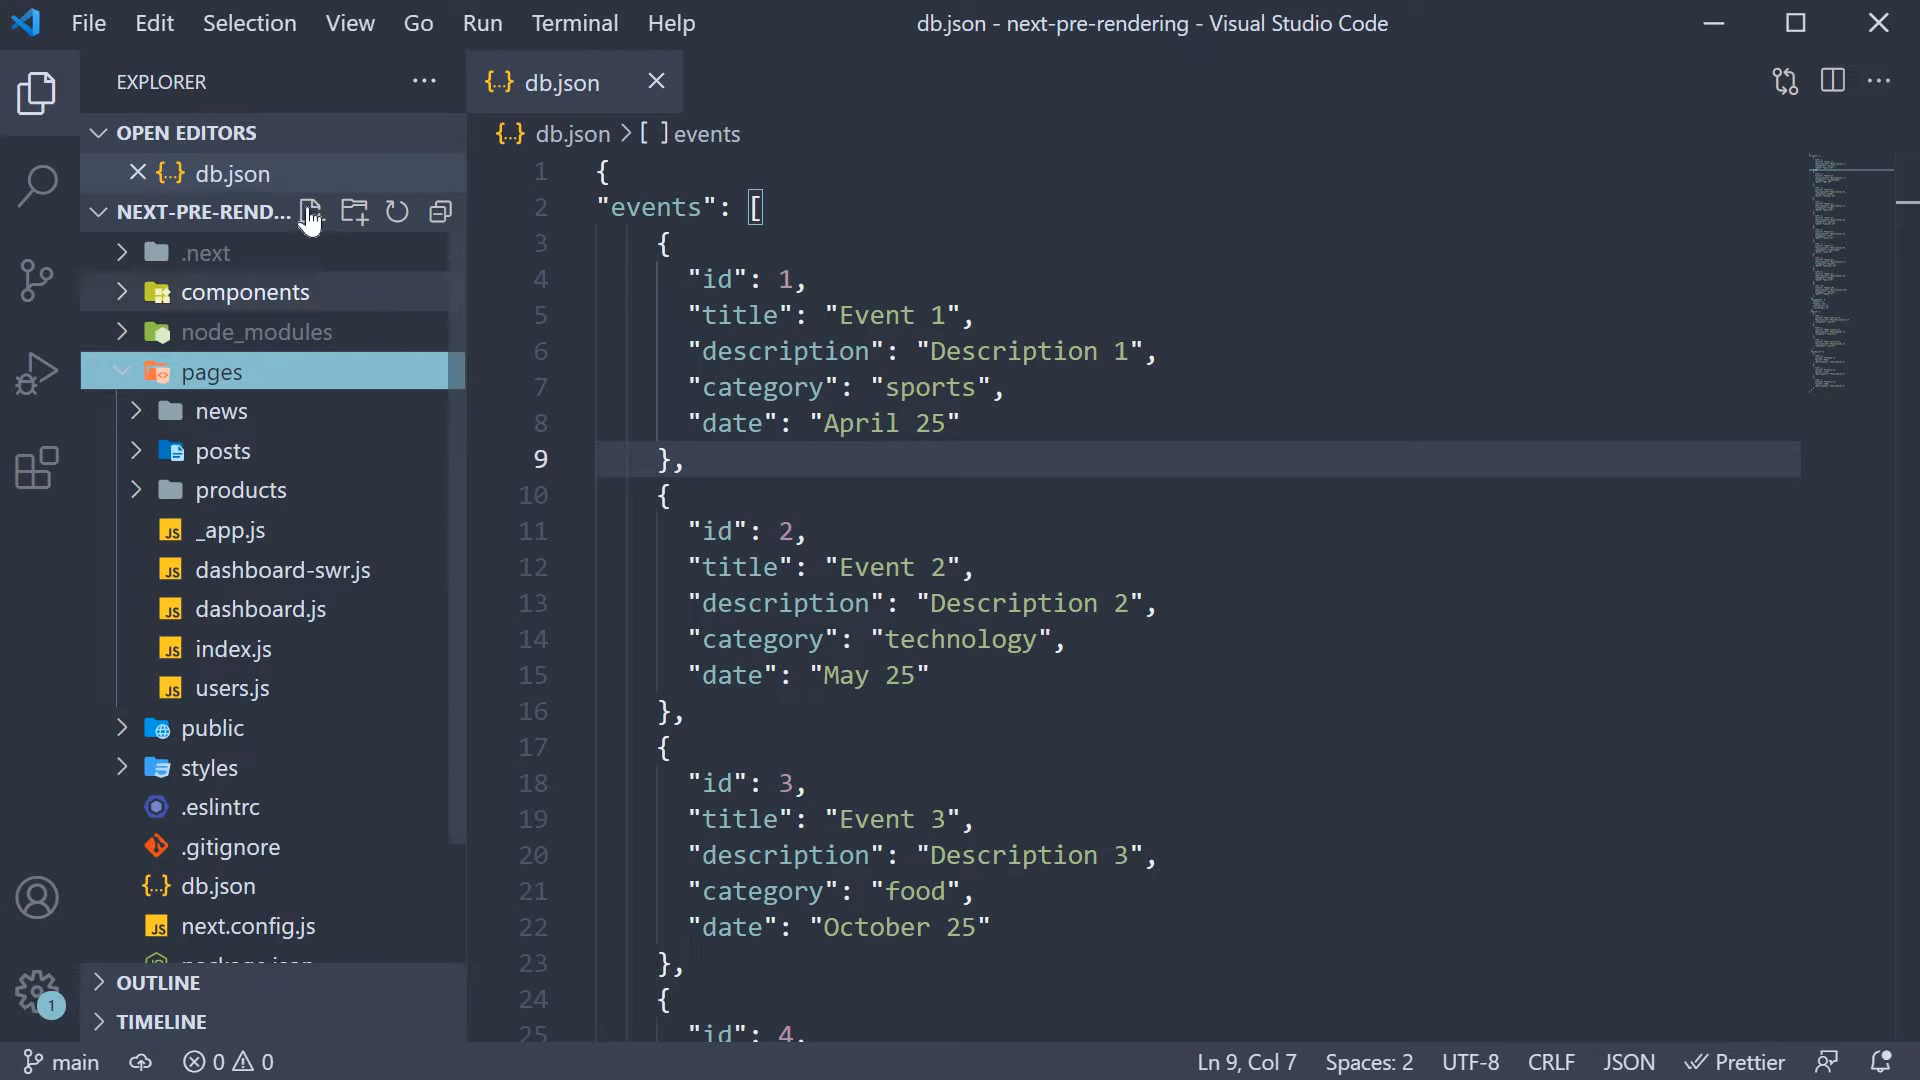 File Edit Selection View Go Run Terminal Help
db.json - next-pre-rendering - Visual Studio Code
EXPLORER
OPEN EDITORS
db.json
NEXT-PRE-REND...
.next
components
node_modules
pages
news
posts
products
_app.js
dashboard-swr.js
dashboard.js
index.js
users.js
public
styles
.eslintrc
.gitignore
db.json
next.config.js
package.json
OUTLINE
TIMELINE
{..} db.json
{..} db.json > [ ] events
1 {
2 "events": [
3 {
4 "id": 1,
5 "title": "Event 1",
6 "description": "Description 1",
7 "category": "sports",
8 "date": "April 25"
9 },
10 {
11 "id": 2,
12 "title": "Event 2",
13 "description": "Description 2",
14 "category": "technology",
15 "date": "May 25"
16 },
17 {
18 "id": 3,
19 "title": "Event 3",
20 "description": "Description 3",
21 "category": "food",
22 "date": "October 25"
23 },
24 {
25 "id": 4,
1
main 0 0 Ln 9, Col 7 Spaces: 2 UTF-8 CRLF JSON Prettier